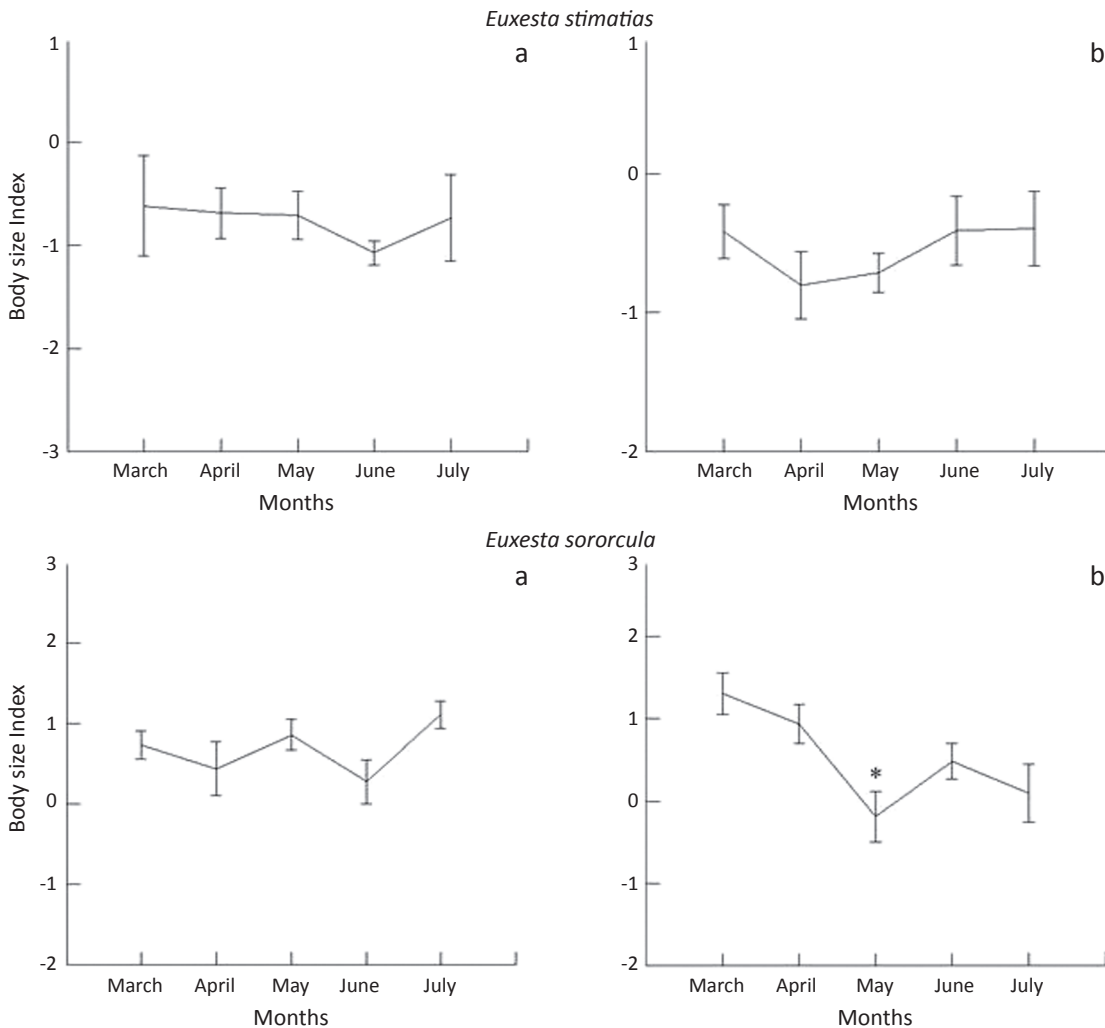 Euxesta stimatias
a
1
0
-1
-2
-3
Body size Index
March April May June July
Months
b
1
0
-1
-2
March April May June July
Months
Euxesta sororcula
a
3
2
1
0
-1
-2
Body size Index
March April May June July
Months
b
3
2
1
0
-1
-2
*
March April May June July
Months